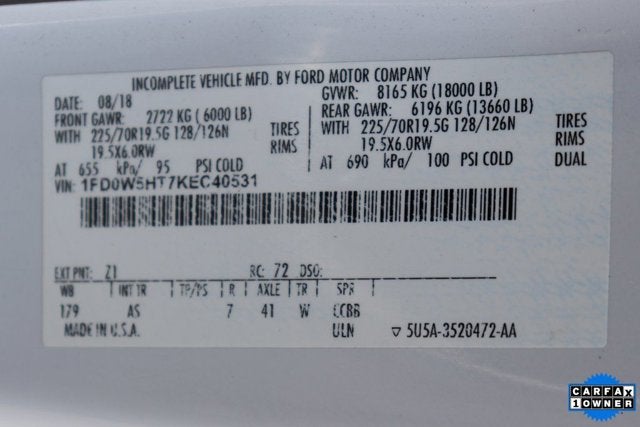 INCOMPLETE VEHICLE MFD. BY FORD MOTOR COMPANY
DATE: 08/18 GVWR: 8165 KG (18000 LB)
FRONT GAWR: 2722 KG ( 6000 LB) REAR GAWR: 6196 KG (13660 LB)
WITH 225/70R19.5G 128/126N TIRES WITH 225/70R19.5G 128/126N TIRES
19.5X6.0RW RIMS 19.5X6.0RW RIMS
AT 655 kPa/ 95 PSI COLD AT 690 kPa/ 100 PSI COLD DUAL
VIN: 1FD0W5HT7KEC40531
EXT PNT: Z1 RC: 72 DSO:
WB INT TR TP/PS R AXLE TR SPR
179 AS 7 41 W CCBB
MADE IN U.S.A. ULN ▽ 5U5A-3520472-AA
CARFAX
1 OWNER